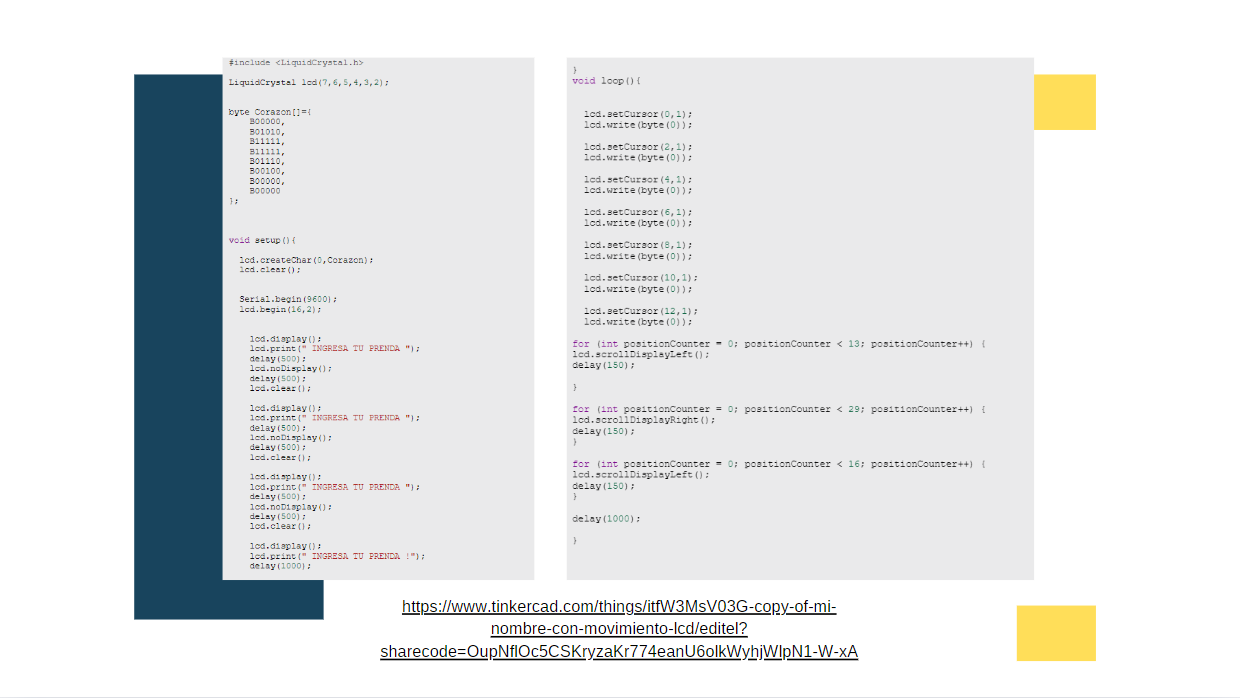 #include <LiquidCrystal.h>
LiquidCrystal lcd(7,6,5,4,3,2);
byte Corazon[]={
B00000,
B01010,
B11111,
B11111,
B01110,
B00100,
B00000,
B00000
};
void setup(){
lcd.createChar(0,Corazon);
lcd.clear();
Serial.begin(9600);
lcd.begin(16,2);
lcd.display();
lcd.print(" INGRESA TU PRENDA ");
delay(500);
lcd.noDisplay();
delay(500);
lcd.clear();
lcd.display();
lcd.print(" INGRESA TU PRENDA ");
delay(500);
lcd.noDisplay();
delay(500);
lcd.clear();
lcd.display();
lcd.print(" INGRESA TU PRENDA ");
delay(500);
lcd.noDisplay();
delay(500);
lcd.clear();
lcd.display();
lcd.print(" INGRESA TU PRENDA !");
delay(1000);
}
void loop(){
lcd.setCursor(0,1);
lcd.write(byte(0));
lcd.setCursor(2,1);
lcd.write(byte(0));
lcd.setCursor(4,1);
lcd.write(byte(0));
lcd.setCursor(6,1);
lcd.write(byte(0));
lcd.setCursor(8,1);
lcd.write(byte(0));
lcd.setCursor(10,1);
lcd.write(byte(0));
lcd.setCursor(12,1);
lcd.write(byte(0));
for (int positionCounter = 0; positionCounter < 13; positionCounter++) {
lcd.scrollDisplayLeft();
delay(150);
}
for (int positionCounter = 0; positionCounter < 29; positionCounter++) {
lcd.scrollDisplayRight();
delay(150);
}
for (int positionCounter = 0; positionCounter < 16; positionCounter++) {
lcd.scrollDisplayLeft();
delay(150);
}
delay(1000);
}
https://www.tinkercad.com/things/itfW3MsV03G-copy-of-mi-
nombre-con-movimiento-lcd/editel?
sharecode=OupNflOc5CSKryzaKr774eanU6olkWyhjWlpN1-W-xA